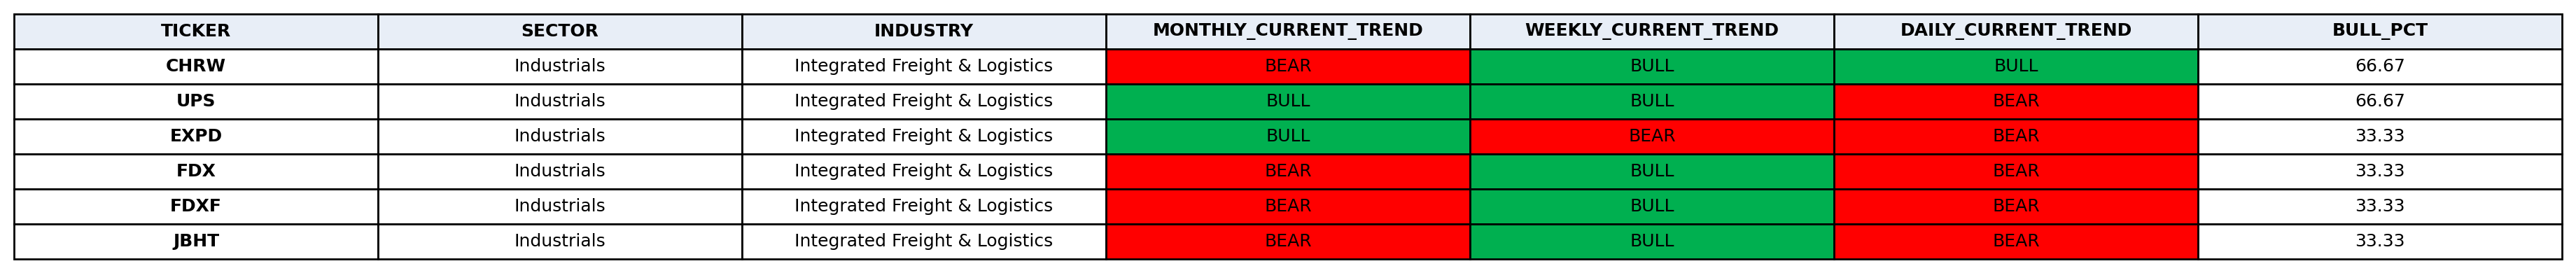 TICKER SECTOR INDUSTRY MONTHLY_CURRENT_TREND WEEKLY_CURRENT_TREND DAILY_CURRENT_TREND BULL_PCT
CHRW Industrials Integrated Freight & Logistics BEAR BULL BULL 66.67
UPS Industrials Integrated Freight & Logistics BULL BULL BEAR 66.67
EXPD Industrials Integrated Freight & Logistics BULL BEAR BEAR 33.33
FDX Industrials Integrated Freight & Logistics BEAR BULL BEAR 33.33
FDXF Industrials Integrated Freight & Logistics BEAR BULL BEAR 33.33
JBHT Industrials Integrated Freight & Logistics BEAR BULL BEAR 33.33